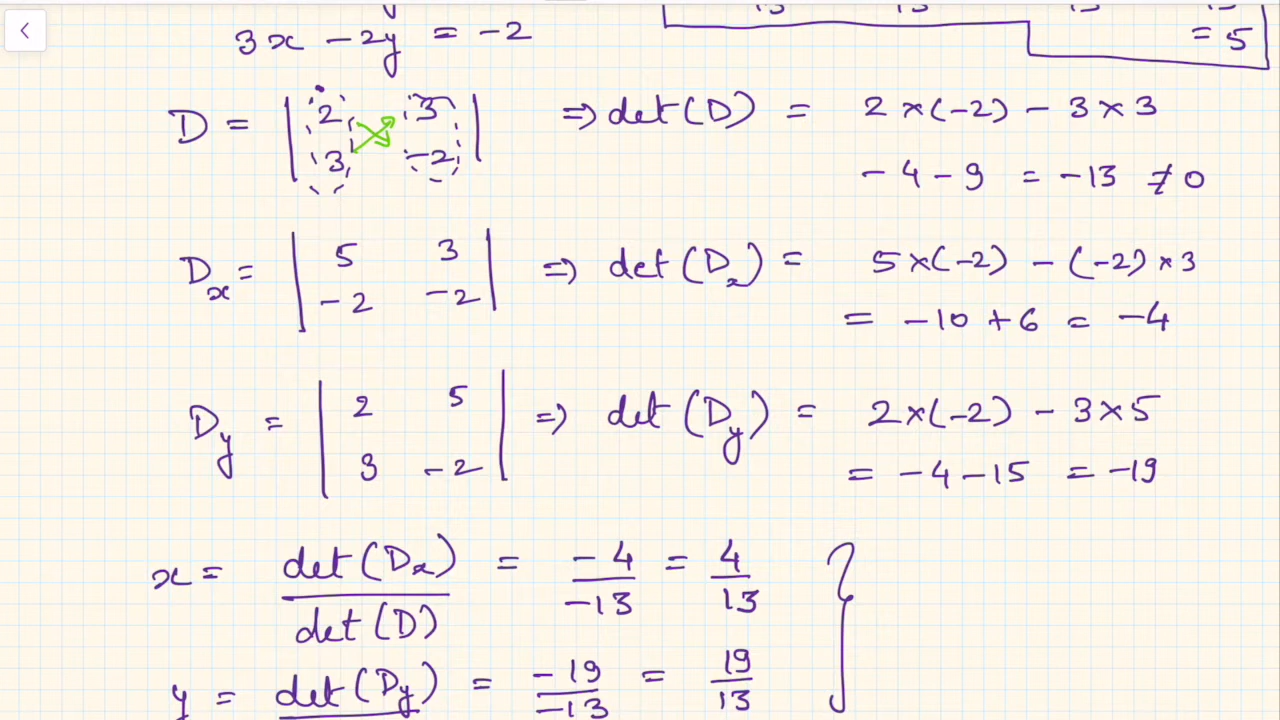 3x - 2y = -2
= 5
D = | 2 3 | ⇒ det(D) = 2 × (-2) - 3 × 3
| 3 -2 | -4 - 9 = -13 ≠ 0
Dx = | 5 3 | ⇒ det(Dx) = 5 × (-2) - (-2) × 3
| -2 -2 | = -10 + 6 = -4
Dy = | 2 5 | ⇒ det(Dy) = 2 × (-2) - 3 × 5
| 3 -2 | = -4 - 15 = -19
x = det(Dx) / det(D) = -4 / -13 = 4 / 13
y = det(Dy) = -19 / -13 = 19 / 13